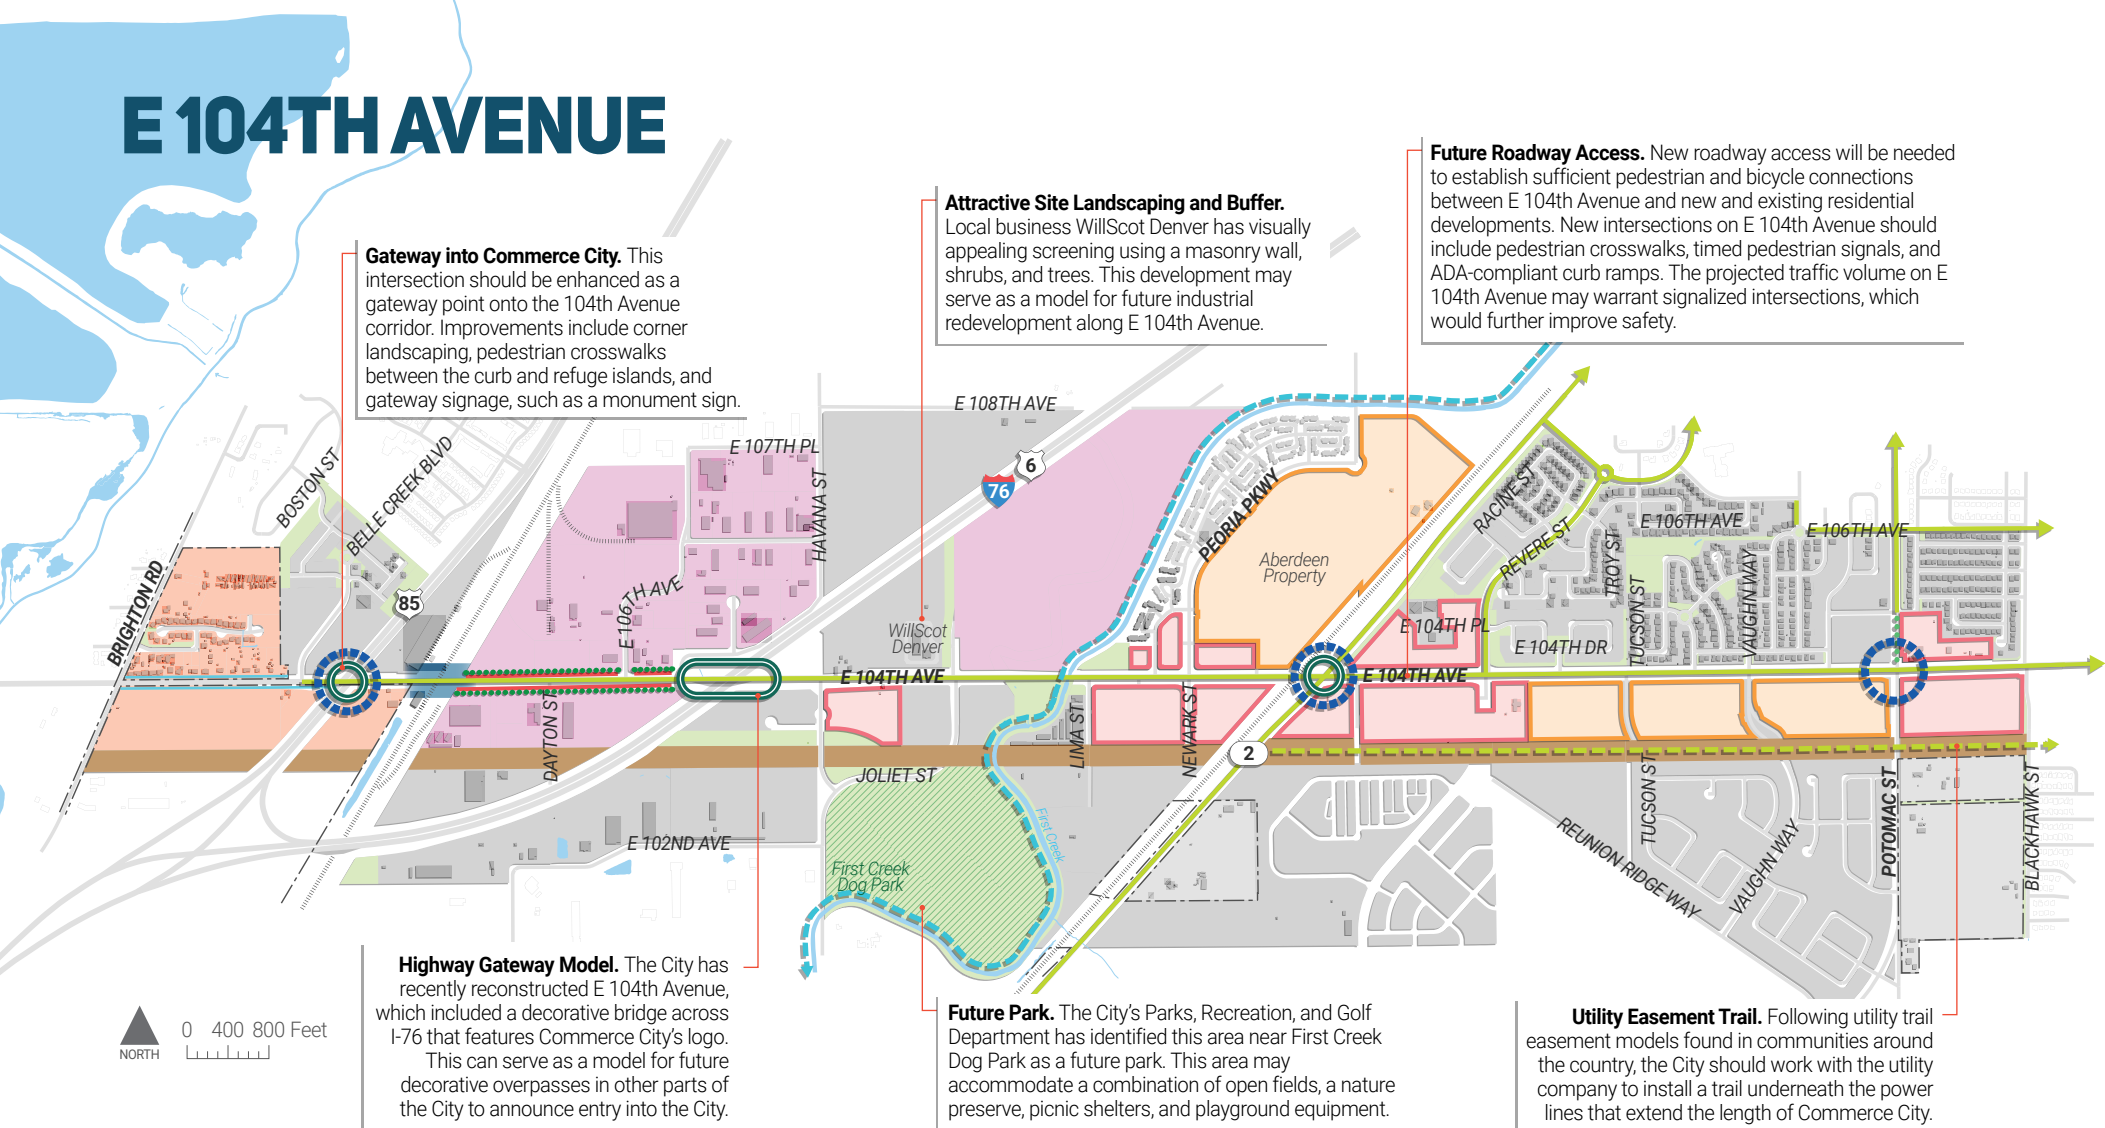 E 104TH AVENUE
Gateway into Commerce City. This
intersection should be enhanced as a
gateway point onto the 104th Avenue
corridor. Improvements include corner
landscaping, pedestrian crosswalks
between the curb and refuge islands, and
gateway signage, such as a monument sign.
Attractive Site Landscaping and Buffer.
Local business WillScot Denver has visually
appealing screening using a masonry wall,
shrubs, and trees. This development may
serve as a model for future industrial
redevelopment along E 104th Avenue.
Future Roadway Access. New roadway access will be needed
to establish sufficient pedestrian and bicycle connections
between E 104th Avenue and new and existing residential
developments. New intersections on E 104th Avenue should
include pedestrian crosswalks, timed pedestrian signals, and
ADA-compliant curb ramps. The projected traffic volume on E
104th Avenue may warrant signalized intersections, which
would further improve safety.
E 108TH AVE
E 107TH PL
BOSTON ST
BELLE CREEK BLVD
HAVANA ST
6
76
PEORIA PKWY
RACINE ST
REVERE ST
TROY ST
E 106TH AVE
E 106TH AVE
VAUGHN WAY
TUCSON ST
Aberdeen
Property
BRIGHTON RD
85
E 106TH AVE
WillScot
Denver
E 104TH PL
E 104TH DR
E 104TH AVE
E 104TH AVE
DAYTON ST
LIMA ST
NEWARK ST
2
JOLIET ST
TUCSON ST
POTOMAC ST
BLACKHAWK ST
REUNION RIDGE WAY
VAUGHN WAY
E 102ND AVE
First Creek
First Creek
Dog Park
Highway Gateway Model. The City has
recently reconstructed E 104th Avenue,
which included a decorative bridge across
I-76 that features Commerce City's logo.
This can serve as a model for future
decorative overpasses in other parts of
the City to announce entry into the City.
Future Park. The City's Parks, Recreation, and Golf
Department has identified this area near First Creek
Dog Park as a future park. This area may
accommodate a combination of open fields, a nature
preserve, picnic shelters, and playground equipment.
Utility Easement Trail. Following utility trail
easement models found in communities around
the country, the City should work with the utility
company to install a trail underneath the power
lines that extend the length of Commerce City.
NORTH
0 400 800 Feet